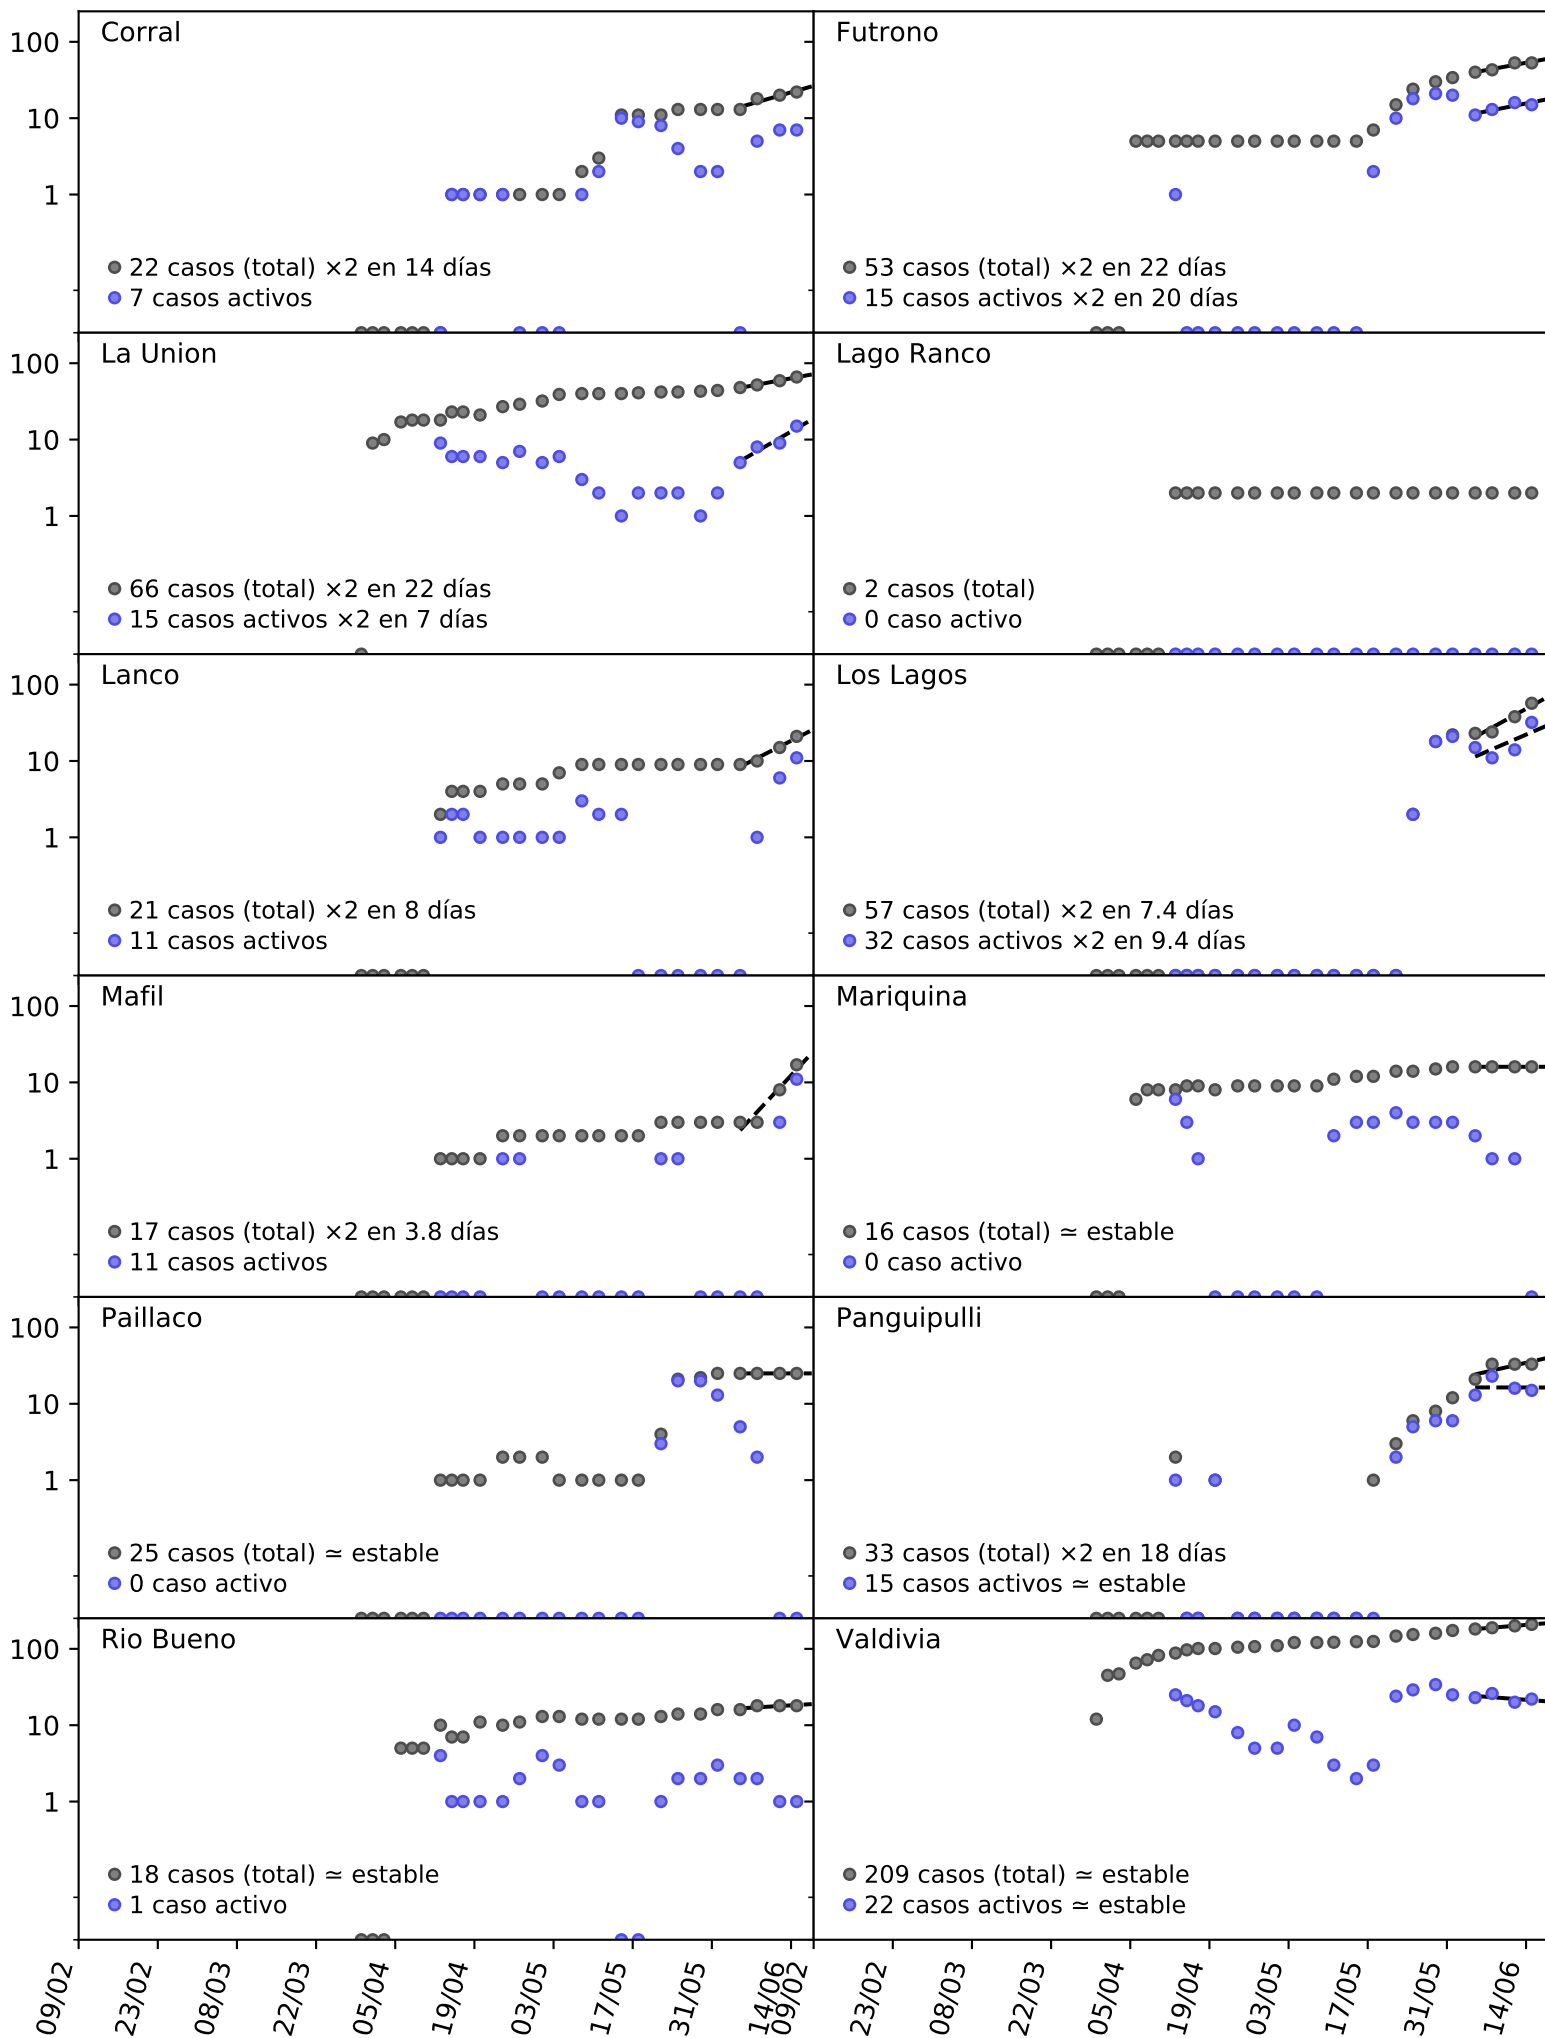 Corral
Futrono
100
10
1
22 casos (total) ×2 en 14 días
7 casos activos
53 casos (total) ×2 en 22 días
15 casos activos ×2 en 20 días
La Union
Lago Ranco
100
10
1
66 casos (total) ×2 en 22 días
15 casos activos ×2 en 7 días
2 casos (total)
0 caso activo
Lanco
Los Lagos
100
10
1
21 casos (total) ×2 en 8 días
11 casos activos
57 casos (total) ×2 en 7.4 días
32 casos activos ×2 en 9.4 días
Mafil
Mariquina
100
10
1
17 casos (total) ×2 en 3.8 días
11 casos activos
16 casos (total) ≃ estable
0 caso activo
Paillaco
Panguipulli
100
10
1
25 casos (total) ≃ estable
0 caso activo
33 casos (total) ×2 en 18 días
15 casos activos ≃ estable
Rio Bueno
Valdivia
100
10
1
18 casos (total) ≃ estable
1 caso activo
209 casos (total) ≃ estable
22 casos activos ≃ estable
09/02
23/02
08/03
22/03
05/04
19/04
03/05
17/05
31/05
14/06
09/02
23/02
08/03
22/03
05/04
19/04
03/05
17/05
31/05
14/06